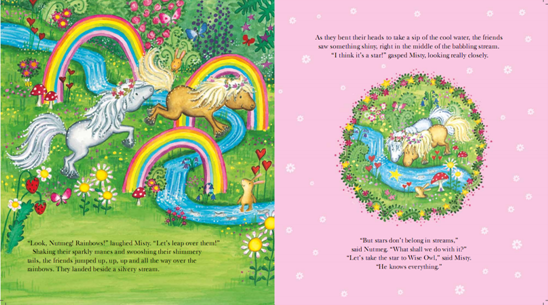 "Look, Nutmeg! Rainbows!" laughed Mixty. "Let's leap over them!"
Shaking their sparkly manes and swooshing their shimmery
tails, the friends jumped up, up, up and all the way over the
rainbows. They landed beside a silvery stream.
As they bent their heads to take a sip of the cool water, the friends
saw something shiny, right in the middle of the babbling stream.
"I think it's a star!" gasped Misty, looking really closely.
"But stars don't belong in streams,"
said Nutmeg. "What shall we do with it?"
"Let's take the star to Wise Owl," said Misty.
"He knows everything."